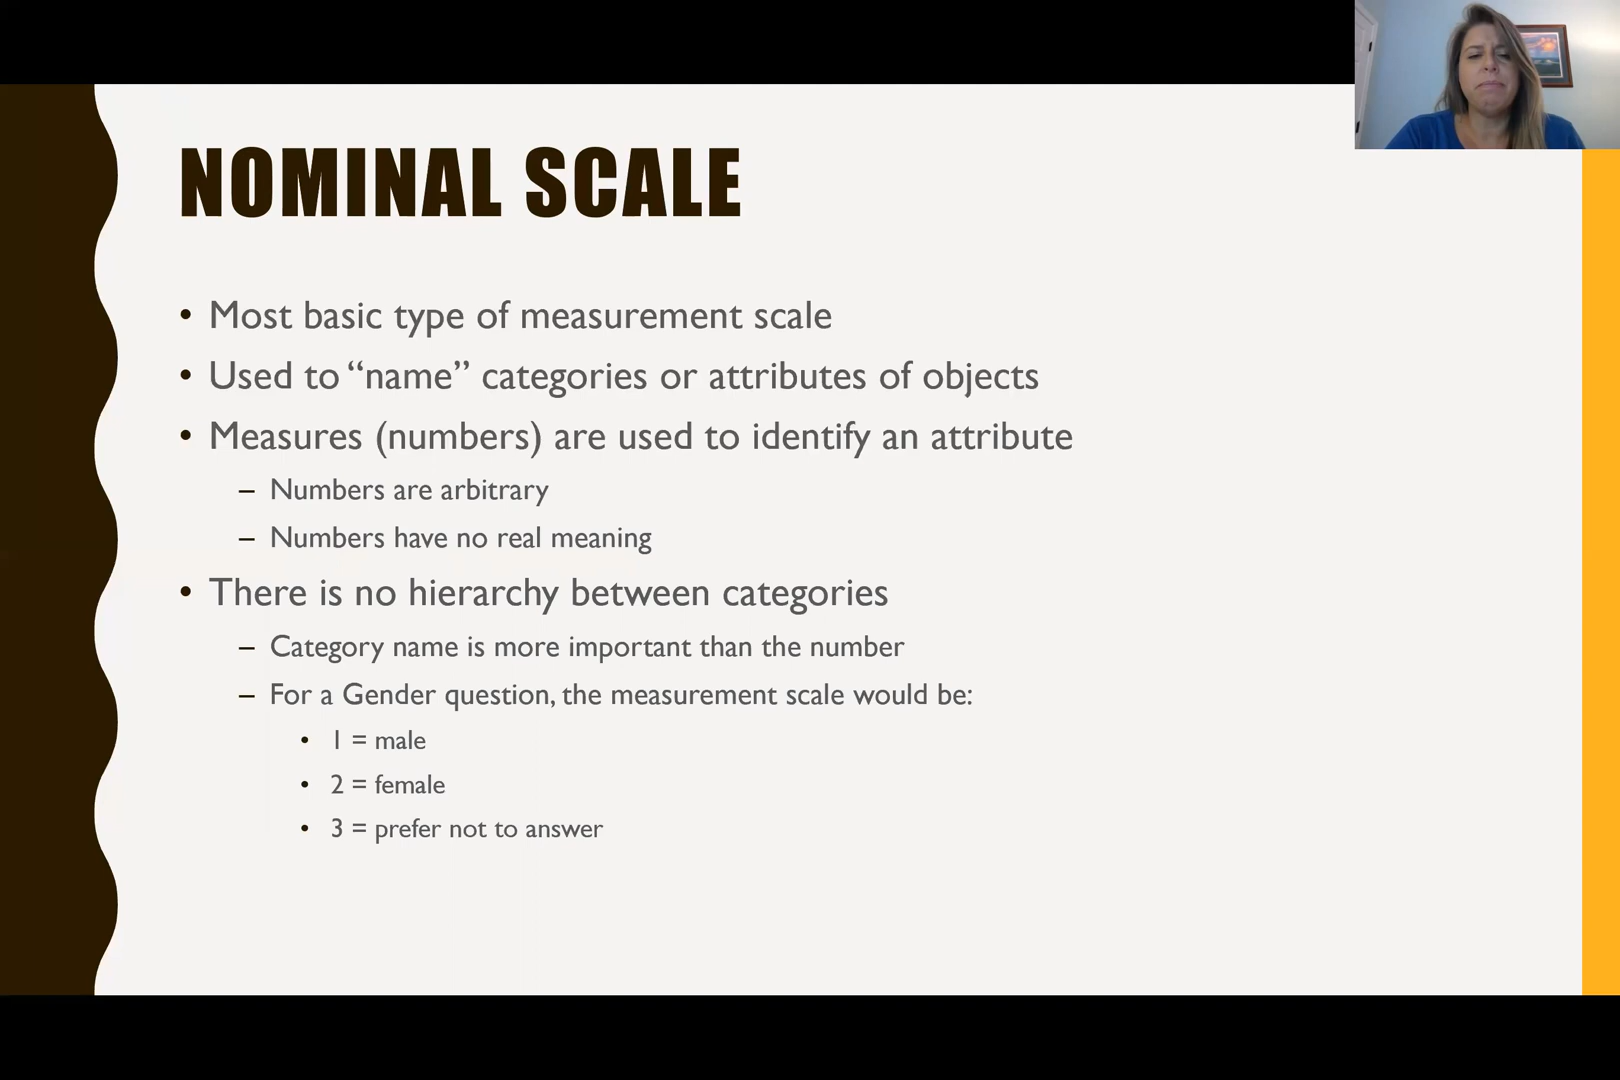 NOMINAL SCALE
• Most basic type of measurement scale
• Used to “name” categories or attributes of objects
• Measures (numbers) are used to identify an attribute
– Numbers are arbitrary
– Numbers have no real meaning
• There is no hierarchy between categories
– Category name is more important than the number
– For a Gender question, the measurement scale would be:
• 1 = male
• 2 = female
• 3 = prefer not to answer